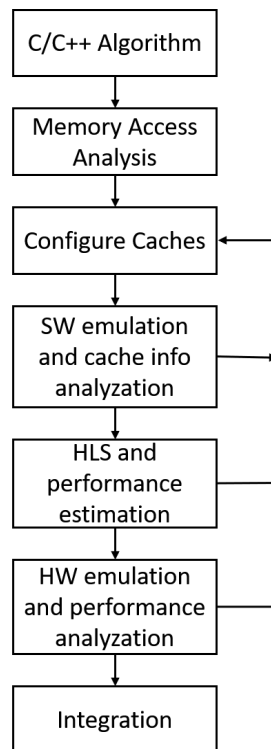 C/C++ Algorithm
Memory Access
Analysis
Configure Caches
SW emulation
and cache info
analyzation
HLS and
performance
estimation
HW emulation
and performance
analyzation
Integration